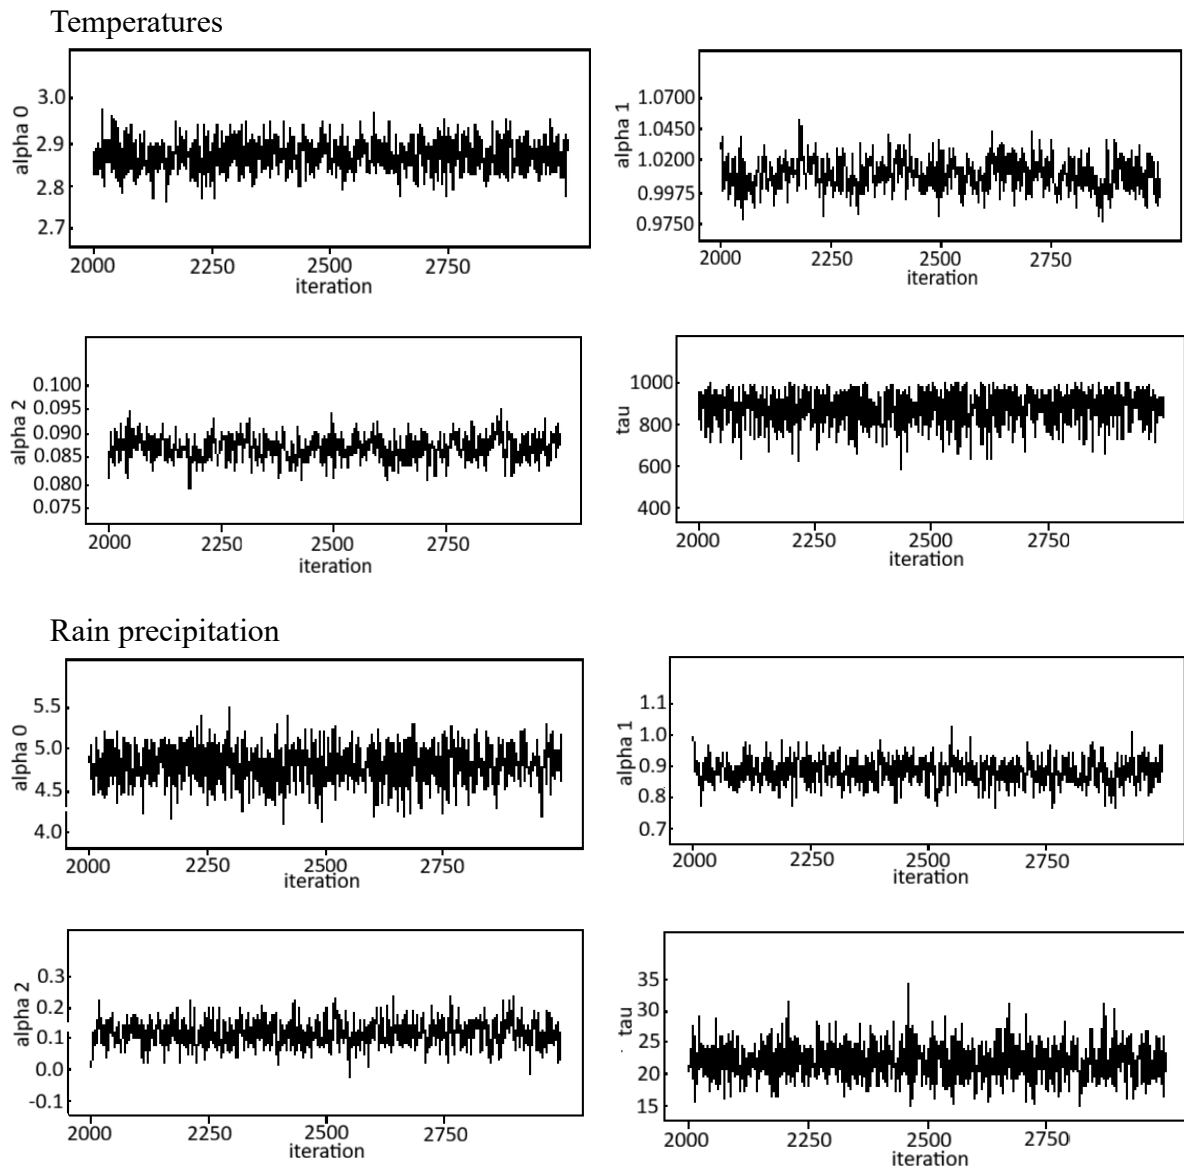 Temperatures
alpha 0
3.0
2.9
2.8
2.7
2000 2250 2500 2750
iteration
alpha 1
1.0700
1.0450
1.0200
0.9975
0.9750
2000 2250 2500 2750
iteration
alpha 2
0.100
0.095
0.090
0.085
0.080
0.075
2000 2250 2500 2750
iteration
tau
1000
800
600
400
2000 2250 2500 2750
iteration
Rain precipitation
alpha 0
5.5
5.0
4.5
4.0
2000 2250 2500 2750
iteration
alpha 1
1.1
1.0
0.9
0.8
0.7
2000 2250 2500 2750
iteration
alpha 2
0.3
0.2
0.1
0.0
-0.1
2000 2250 2500 2750
iteration
tau
35
30
25
20
15
2000 2250 2500 2750
iteration